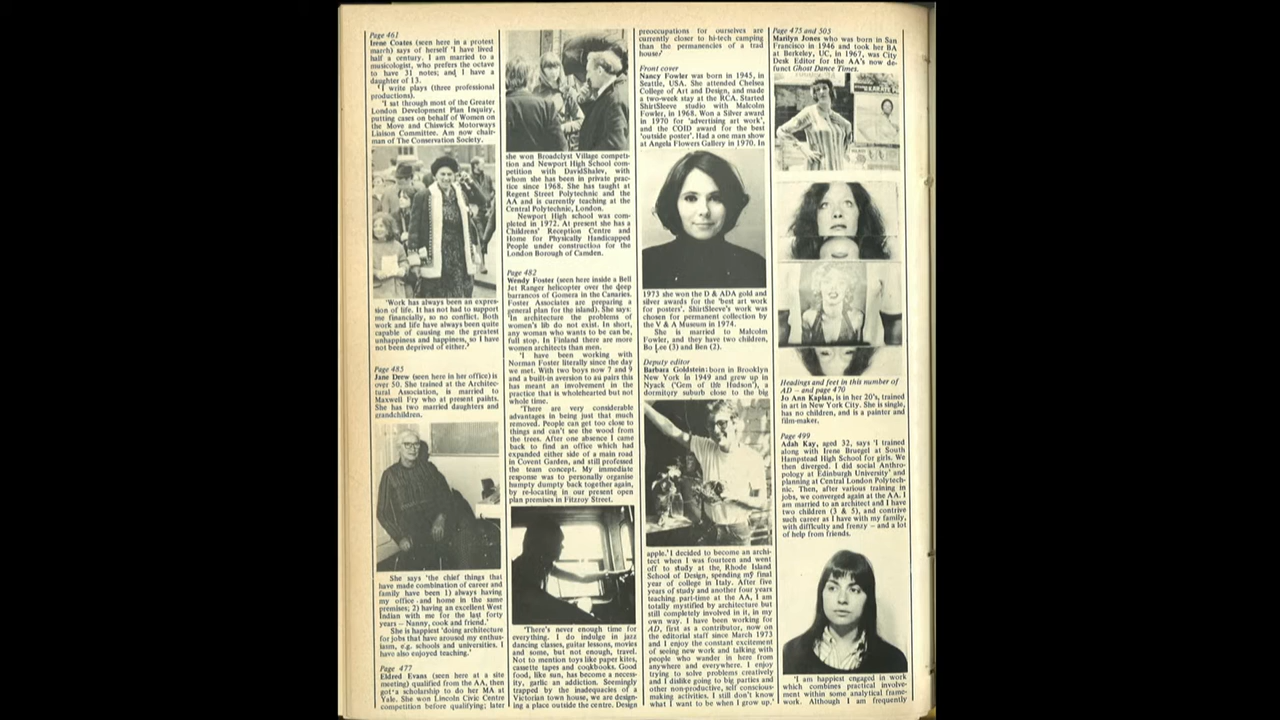 Page 461
Irene Coates (seen here in a protest
march) says of herself 'I have lived
half a century. I am married to a
musicologist, who prefers the octave
to have 31 notes; and I have a
daughter of 13.
'I write plays (three professional
productions).
'I sat through most of the Greater
London Development Plan Inquiry,
putting cases on behalf of Women on
the Move and Chiswick Motorways
Liaison Committee. Am now chair-
man of The Conservation Society.
'Work has always been an expres-
sion of life. It has not had to support
me financially, so no conflict. Both
work and life have always been quite
capable of causing me the greatest
unhappiness and happiness, so I have
not been deprived of either.'
Page 485
Jane Drew (seen here in her office) is
over 50. She trained at the Architec-
tural Association, is married to
Maxwell Fry who at present paints.
She has two married daughters and
grandchildren.
She says 'the chief things that
have made combination of career and
family have been 1) always having
my office and home in the same
premises; 2) having an excellent West
Indian with me for the last forty
years – Nanny, cook and friend.'
She is happiest 'doing architecture
for jobs that have aroused my enthus-
iasm, e.g. schools and universities. I
have also enjoyed teaching.'
Page 477
Eldred Evans (seen here at a site
meeting) qualified from the AA, then
got a scholarship to do her MA at
Yale. She won Lincoln Civic Centre
competition before qualifying; later
she won Broadclyst Village competi-
tion and Newport High School com-
petition with DavidShalev, with
whom she has been in private prac-
tice since 1968. She has taught at
Regent Street Polytechnic and the
AA and is currently teaching at the
Central Polytechnic, London.
Newport High school was com-
pleted in 1972. At present she has a
Childrens' Reception Centre and
Home for Physically Handicapped
People under construction for the
London Borough of Camden.
Page 482
Wendy Foster (seen here inside a Bell
Jet Ranger helicopter over the deep
barrancos of Gomera in the Canaries.
Foster Associates are preparing a
general plan for the island). She says:
'In architecture the problems of
women's lib do not exist. In short,
any woman who wants to be can be,
full stop. In Finland there are more
women architects than men.
'I have been working with
Norman Foster literally since the day
we met. With two boys now 7 and 9
and a built-in aversion to au pairs this
has meant an involvement in the
practice that is wholehearted but not
whole time.
'There are very considerable
advantages in being just that much
removed. People can get too close to
things and can't see the wood from
the trees. After one absence I came
back to find an office which had
expanded either side of a main road
in Covent Garden, and still professed
the team concept. My immediate
response was to personally organise
humpty dumpty back together again,
by re-locating in our present open
plan premises in Fitzroy Street.
'There's never enough time for
everything. I do indulge in jazz
dancing classes, guitar lessons, movies
and some, but not enough, travel.
Not to mention toys like paper kites,
cassette tapes and cookbooks. Good
food, like sun, has become a necess-
ity, garlic an addiction. Seemingly
trapped by the inadequacies of a
Victorian town house, we are design-
ing a place outside the centre. Design
preoccupations for ourselves are
currently closer to hi-tech camping
than the permanencies of a trad
house.'
Front cover
Nancy Fowler was born in 1945, in
Seattle, USA. She attended Chelsea
College of Art and Design, and made
a two-week stay at the RCA. Started
ShirtSleeve studio with Malcolm
Fowler, in 1968. Won a Silver award
in 1970 for 'advertising art work',
and the COID award for the best
'outside poster'. Had a one man show
at Angela Flowers Gallery in 1970. In
1973 she won the D & ADA gold and
silver awards for the 'best art work
for posters'. ShirtSleeve's work was
chosen for permanent collection by
the V & A Museum in 1974.
She is married to Malcolm
Fowler, and they have two children,
Bo Lee (3) and Ben (2).
Deputy editor
Barbara Goldstein: born in Brooklyn
New York in 1949 and grew up in
Nyack ('Gem of the Hudson'), a
dormitory suburb close to the big
apple.'I decided to become an archi-
tect when I was fourteen and went
off to study at the, Rhode Island
School of Design, spending my final
year of college in Italy. After five
years of study and another four years
teaching part-time at the AA, I am
totally mystified by architecture but
still completely involved in it, in my
own way. I have been working for
AD, first as a contributor, now on
the editorial staff since March 1973
and I enjoy the constant excitement
of seeing new work and talking with
people who wander in here from
anywhere and everywhere. I enjoy
trying to solve problems creatively
and I dislike going to big parties and
other non-productive, self conscious-
making activities. I still don't know
what I want to be when I grow up.'
Page 475 and 503
Marilyn Jones who was born in San
Francisco in 1946 and took her BA
at Berkeley, UC, in 1967, was City
Desk Editor for the AA's now de-
funct Ghost Dance Times.
Headings and feet in this number of
AD – and page 470
Jo Ann Kaplan, is in her 20's, trained
in art in New York City. She is single,
has no children, and is a painter and
film-maker.
Page 499
Adah Kay, aged 32, says 'I trained
along with Irene Bruegel at South
Hampstead High School for girls. We
then diverged. I did social Anthro-
pology at Edinburgh University' and
planning at Central London Polytech-
nic. Then, after various training in
jobs, we converged again at the AA. I
am married to an architect and I have
two children (3 & 5), and contrive
such career as I have with my family,
with difficulty and frenzy – and a lot
of help from friends.
'I am happiest engaged in work
which combines practical involve-
ment within some analytical frame-
work. Although I am frequently